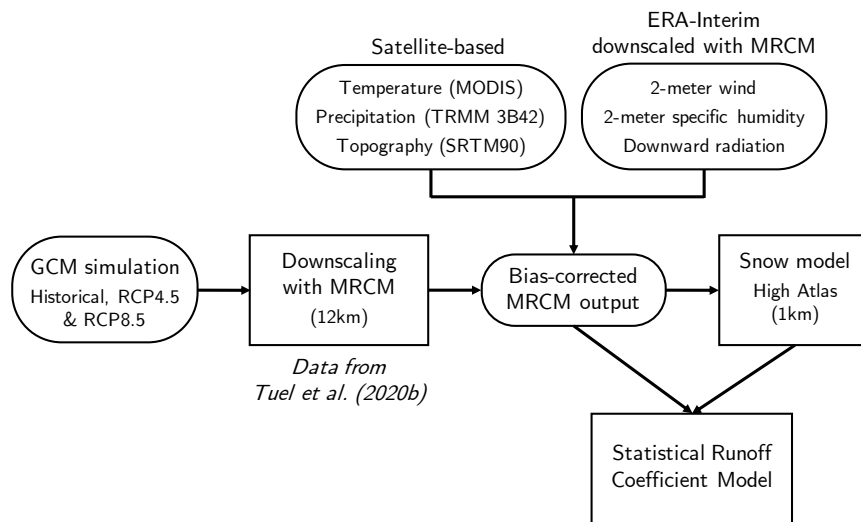 Satellite-based
Temperature (MODIS)
Precipitation (TRMM 3B42)
Topography (SRTM90)
ERA-Interim
downscaled with MRCM
2-meter wind
2-meter specific humidity
Downward radiation
GCM simulation
Historical, RCP4.5
& RCP8.5
Downscaling
with MRCM
(12km)
Data from
Tuel et al. (2020b)
Bias-corrected
MRCM output
Snow model
High Atlas
(1km)
Statistical Runoff
Coefficient Model